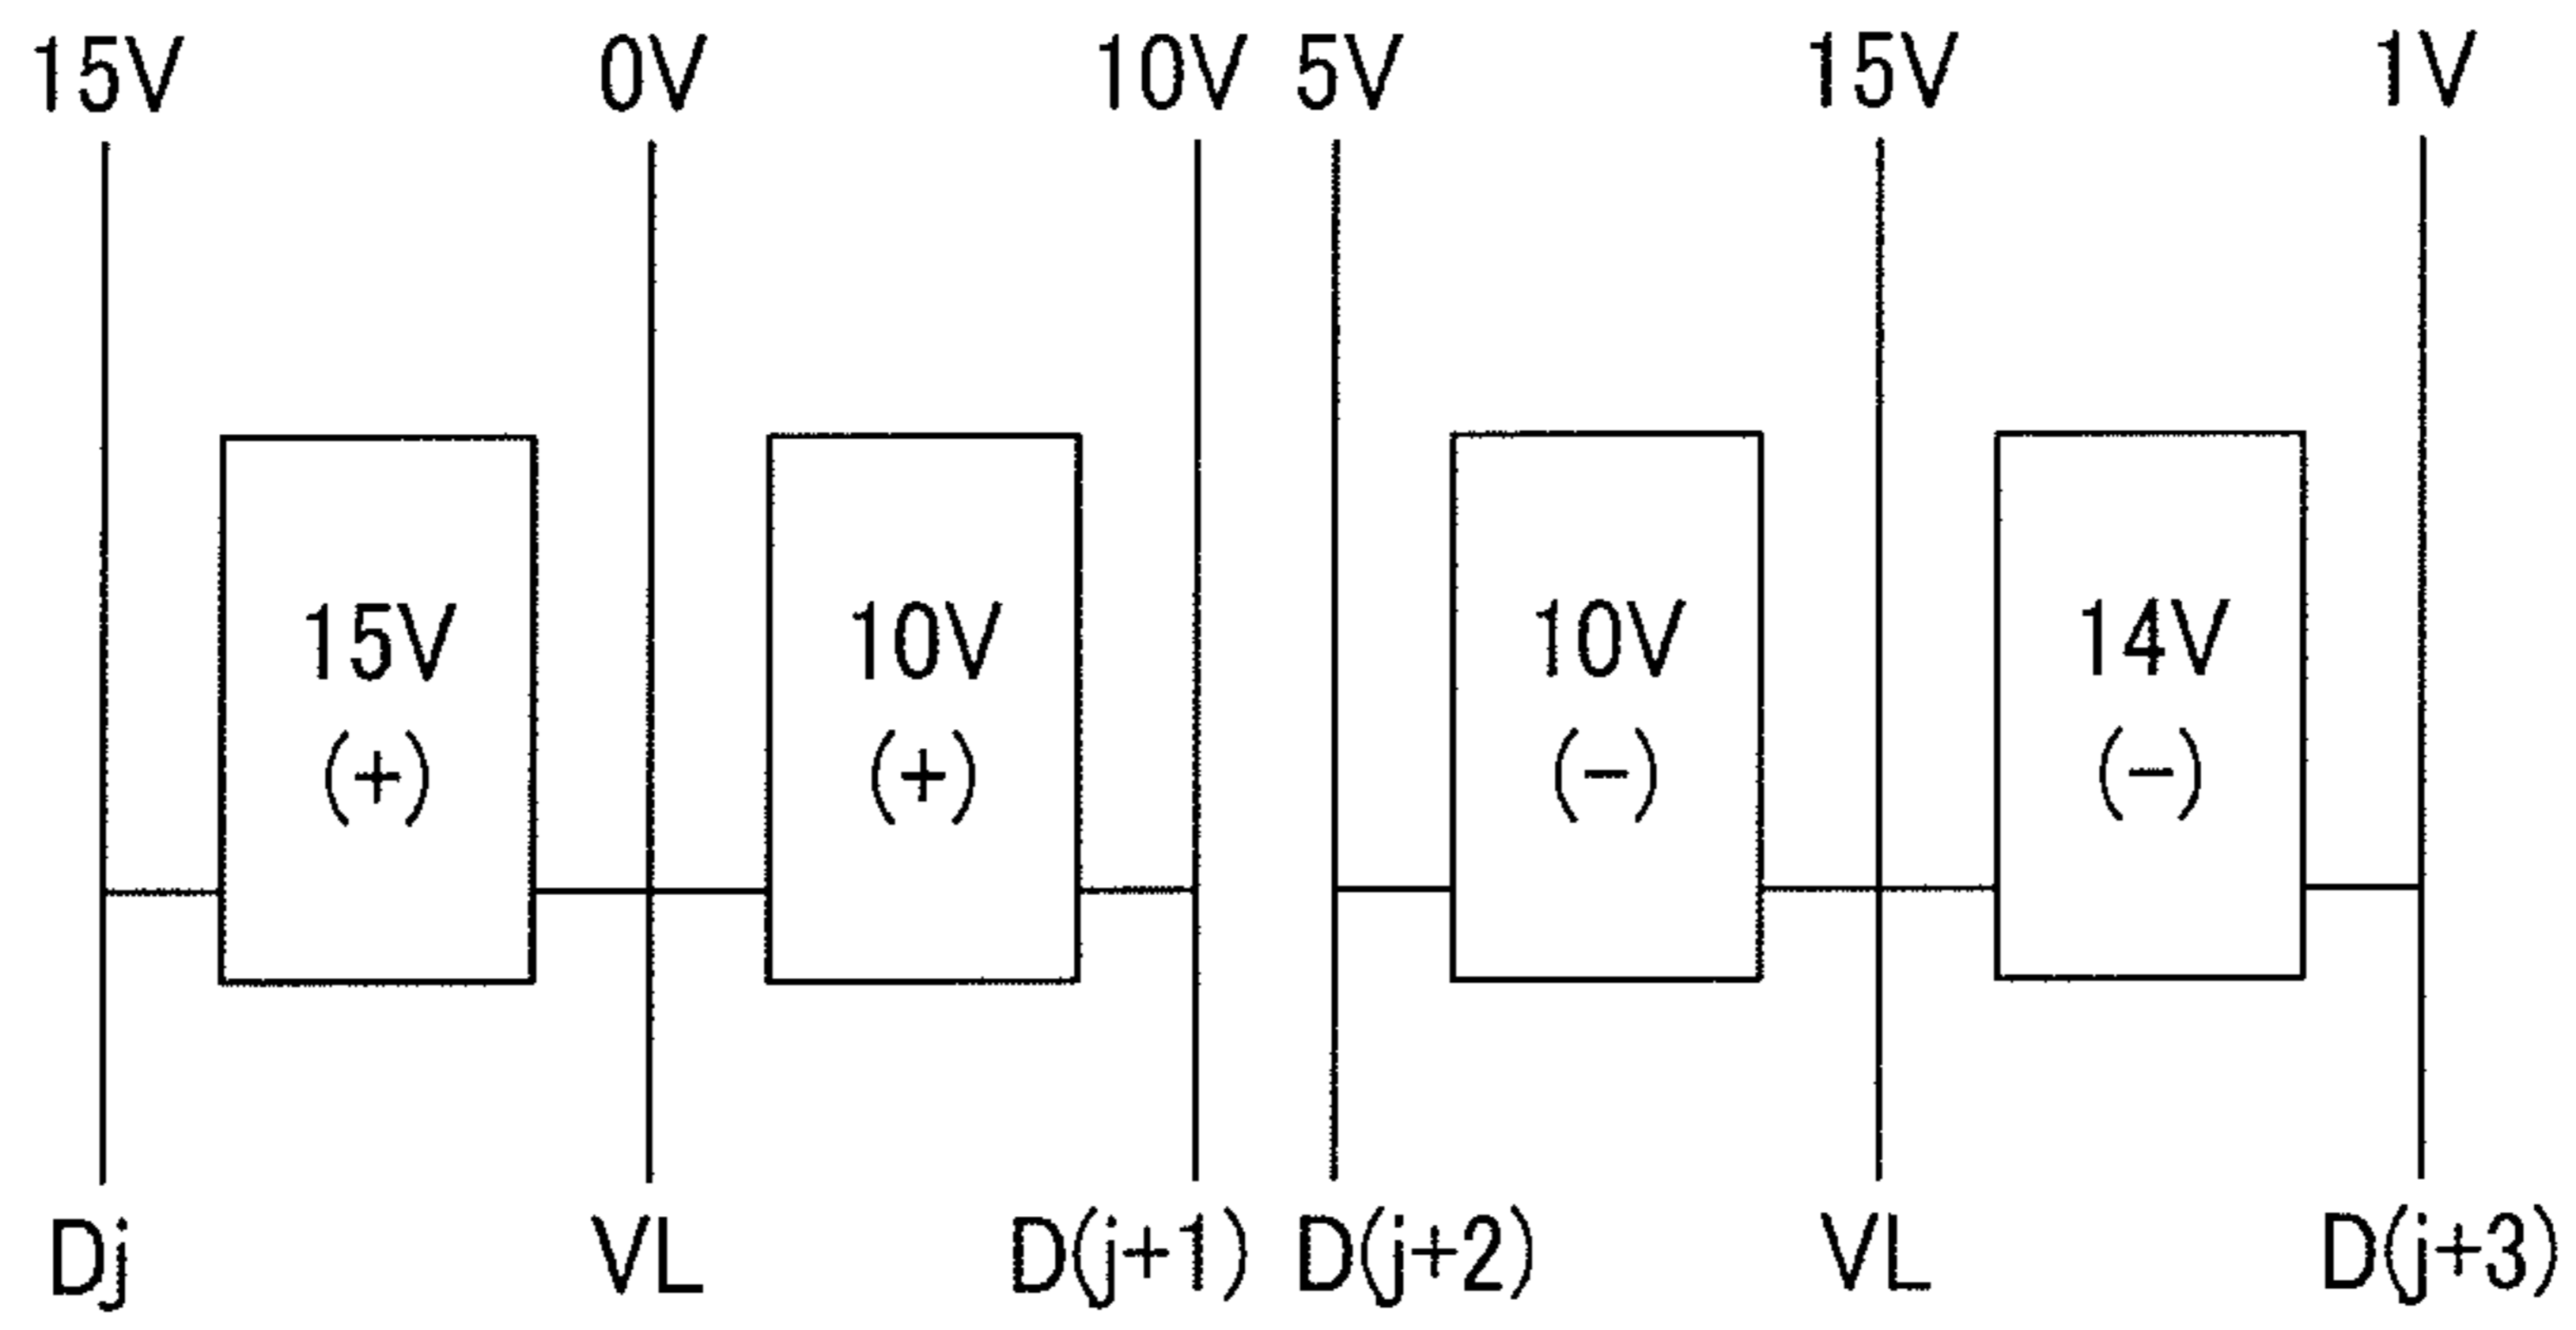 15V 0V 10V 5V 15V 1V
15V 10V 10V 14V
(+) (+) (−) (−)
Dj VL D(j+1) D(j+2) VL D(j+3)